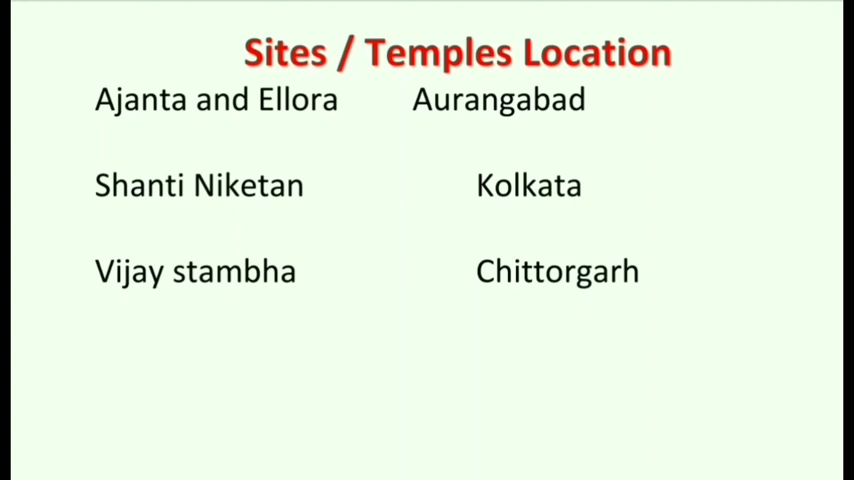 Sites / Temples Location
Ajanta and Ellora Aurangabad
Shanti Niketan Kolkata
Vijay stambha Chittorgarh